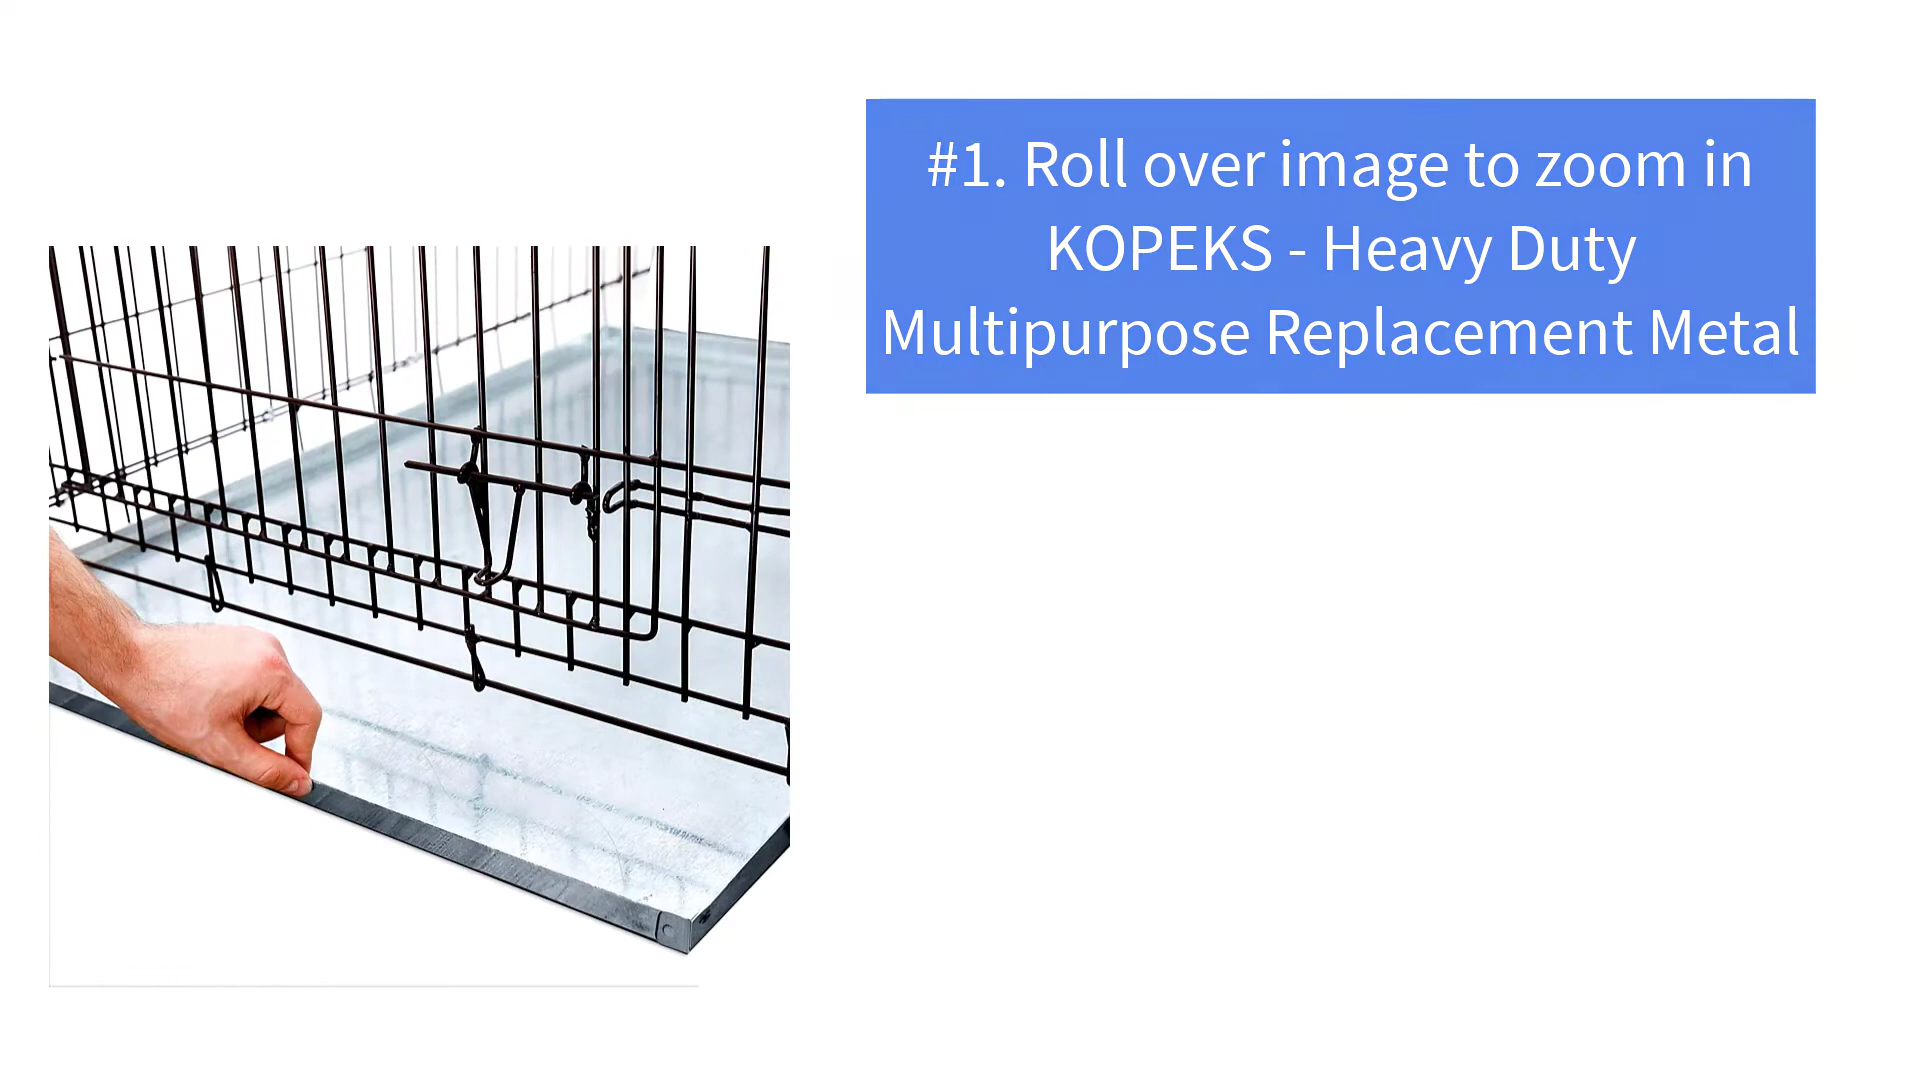 #1. Roll over image to zoom in
KOPEKS - Heavy Duty
Multipurpose Replacement Metal